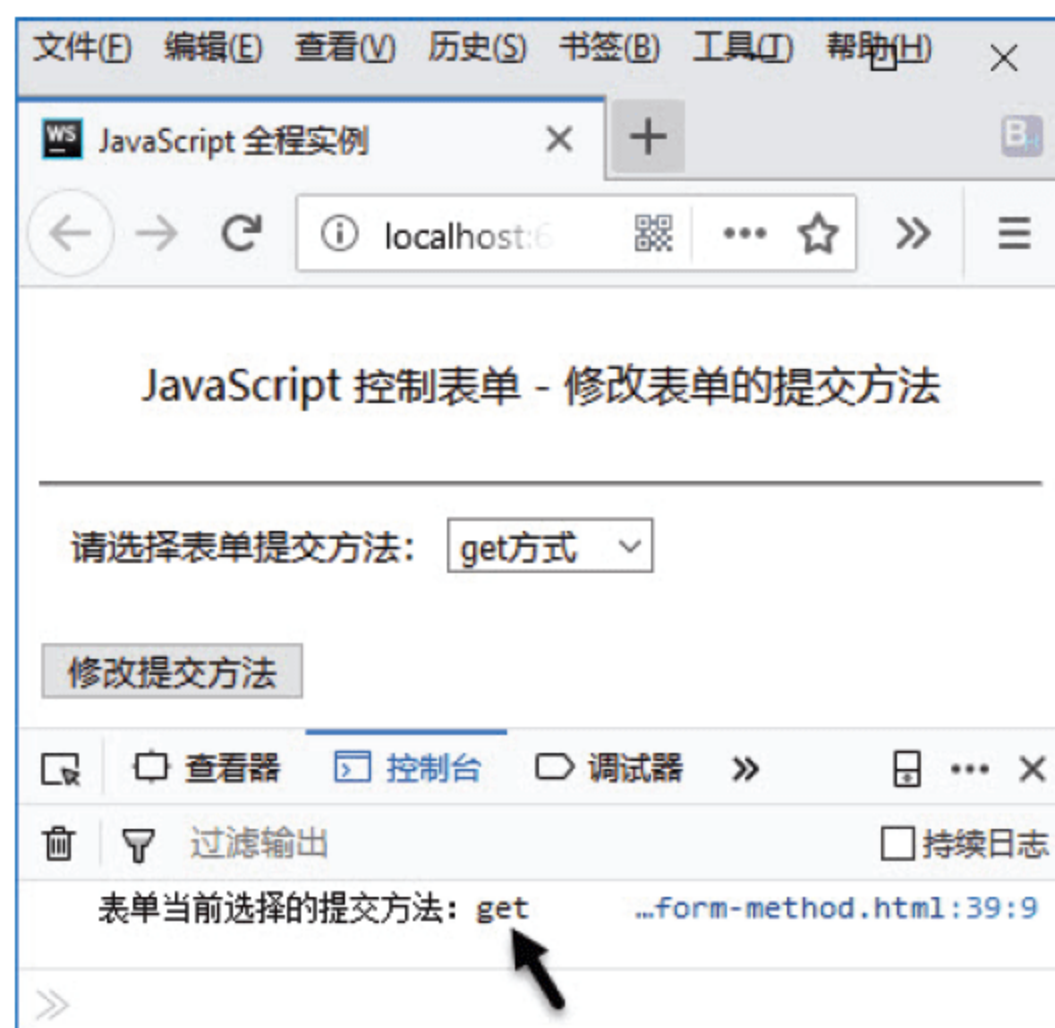 文件(F) 编辑(E) 查看(V) 历史(S) 书签(B) 工具(T) 帮助(H)
WS JavaScript 全程实例
localhost:6
JavaScript 控制表单 - 修改表单的提交方法
请选择表单提交方法： get方式
修改提交方法
查看器 控制台 调试器
过滤输出 持续日志
表单当前选择的提交方法：get …form-method.html:39:9